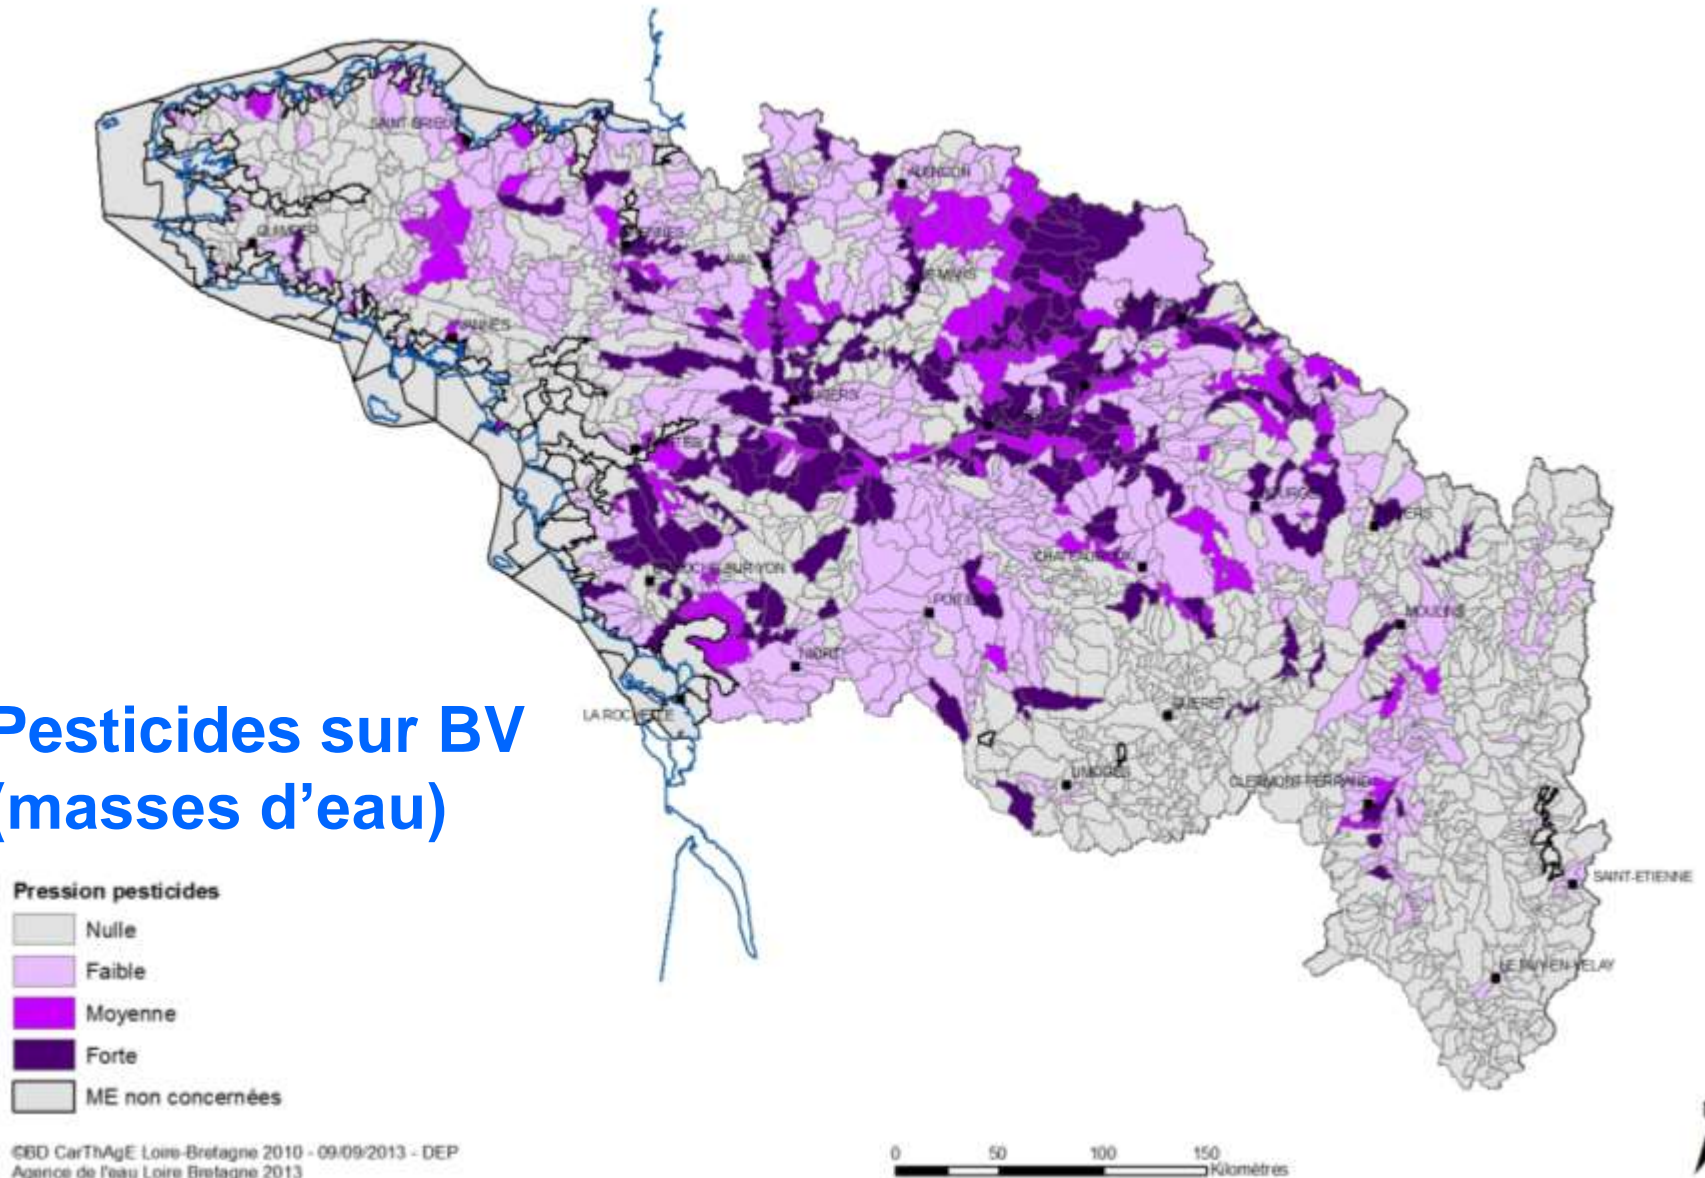 SAINT-BRIEUC
ALENCON
QUIMPER
RENNES
LAVAL
LE MANS
VANNES
ANGERS
NANTES
BOURGES
NEVERS
CHATEAUROUX
LA ROCHE-SUR-YON
POITIERS
MOULINS
NIORT
LA ROCHELLE
GUERET
Pesticides sur BV
(masses d'eau)
LIMOGES
CLERMONT-FERRAND
SAINT-ETIENNE
LE PUY-EN-VELAY
Pression pesticides
Nulle
Faible
Moyenne
Forte
ME non concernées
©BD CarThAgE Loire-Bretagne 2010 - 09/09/2013 - DEP
Agence de l'eau Loire Bretagne 2013
0 50 100 150
Kilomètres